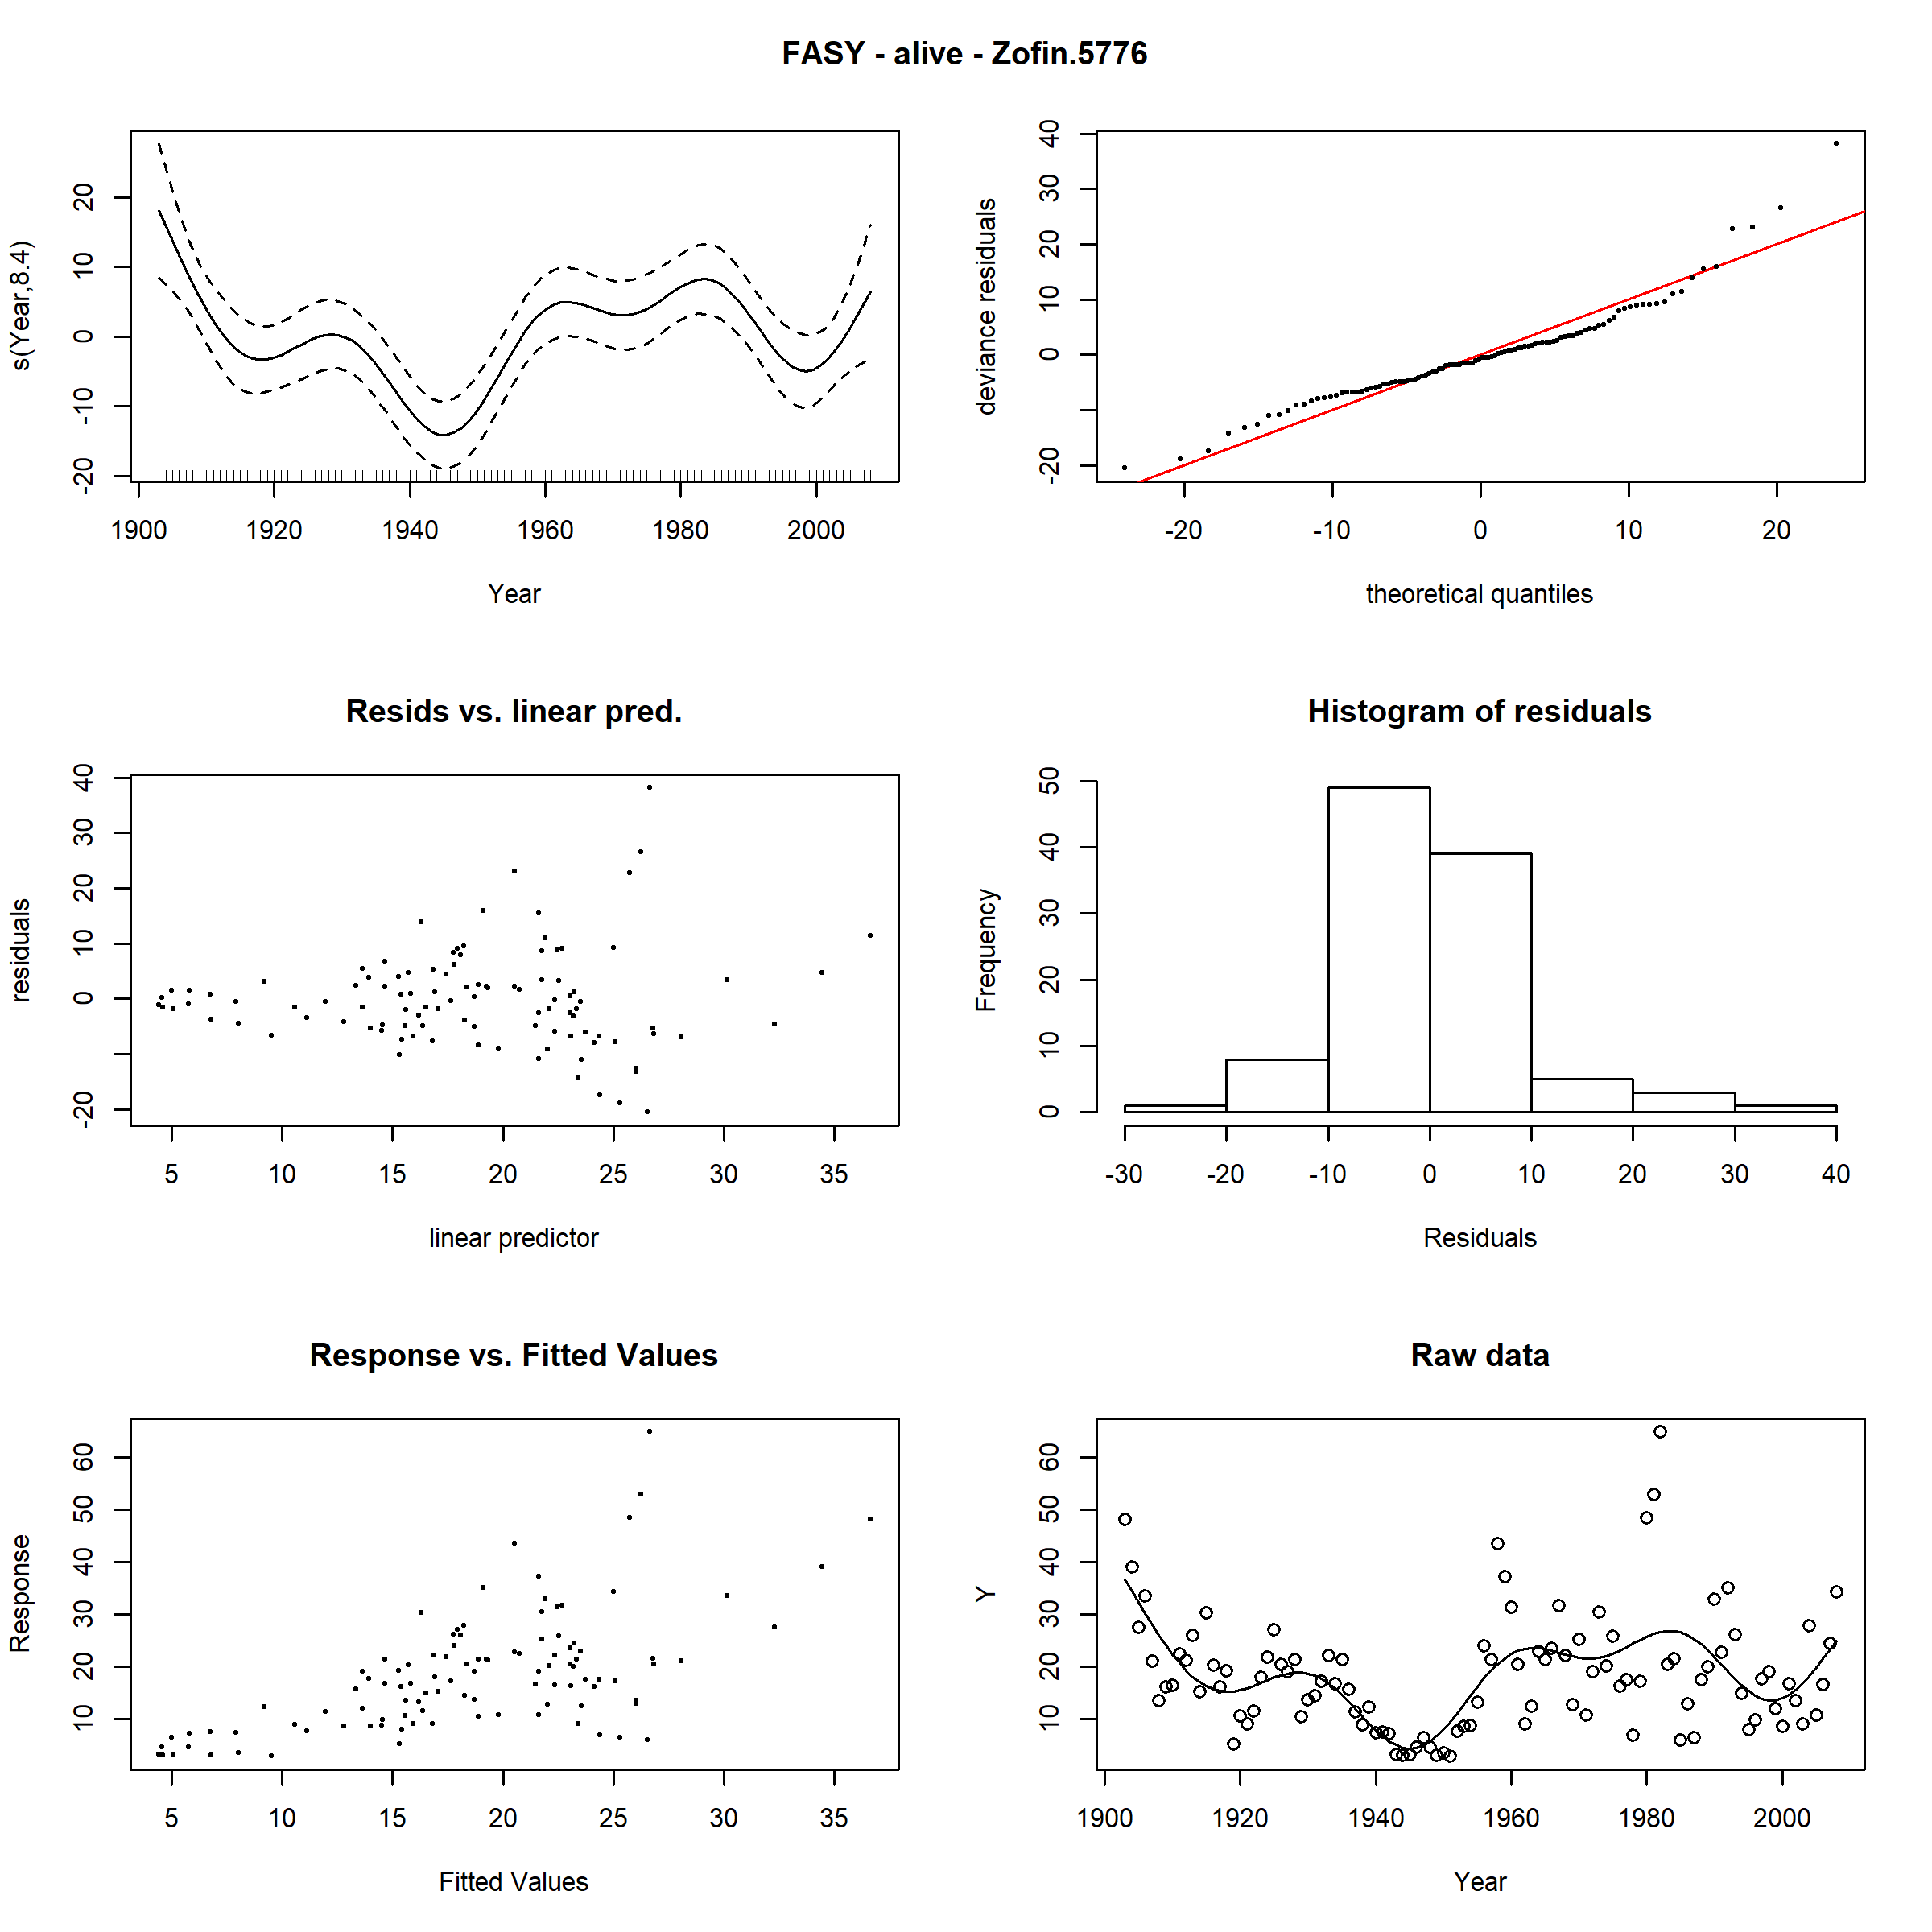 FASY - alive - Zofin.5776
s(Year,8.4)
20
10
0
-10
-20
1900 1920 1940 1960 1980 2000
Year
deviance residuals
40
30
20
10
0
-20
-20 -10 0 10 20
theoretical quantiles
Resids vs. linear pred.
residuals
40
30
20
10
0
-20
5 10 15 20 25 30 35
linear predictor
Histogram of residuals
Frequency
50
40
30
20
10
0
-30 -20 -10 0 10 20 30 40
Residuals
Response vs. Fitted Values
Response
60
50
40
30
20
10
5 10 15 20 25 30 35
Fitted Values
Raw data
Y
60
50
40
30
20
10
1900 1920 1940 1960 1980 2000
Year